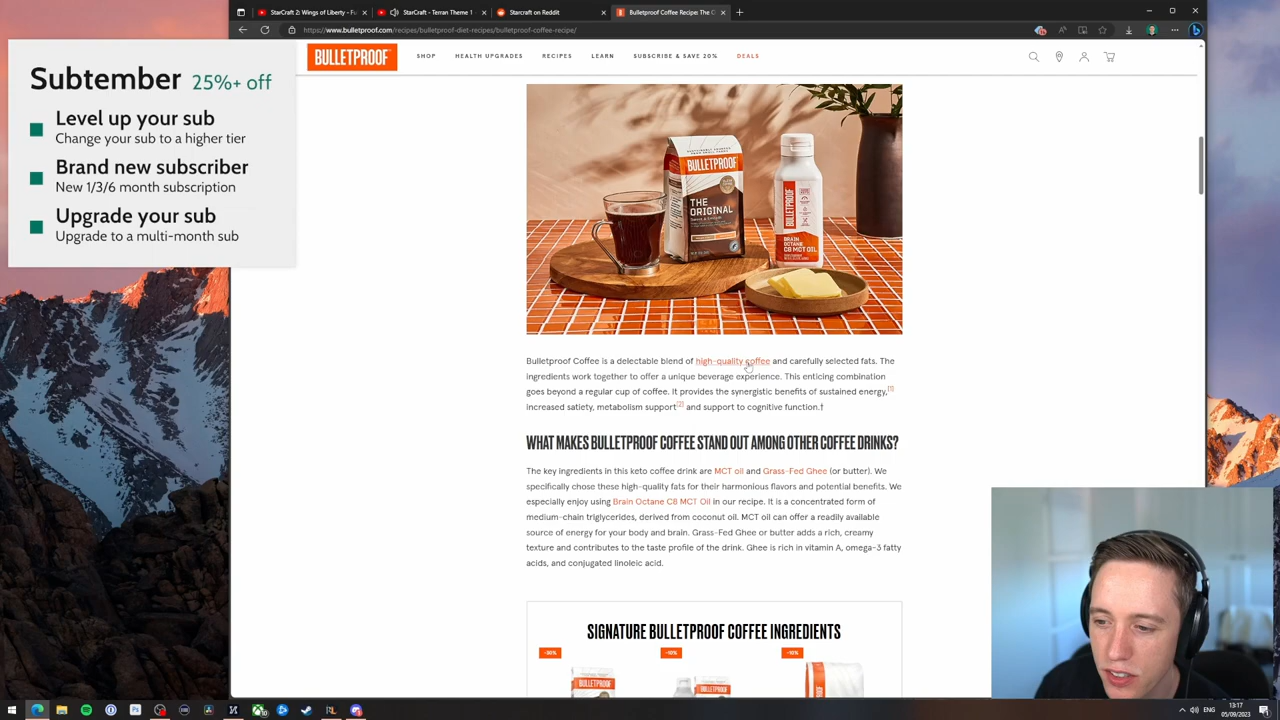 StarCraft 2: Wings of Liberty - Fu
StarCraft - Terran Theme 1
Starcraft on Reddit
Bulletproof Coffee Recipe: The C
https://www.bulletproof.com/recipes/bulletproof-diet-recipes/bulletproof-coffee-recipe/
Subtember 25%+ off
Level up your sub
Change your sub to a higher tier
Brand new subscriber
New 1/3/6 month subscription
Upgrade your sub
Upgrade to a multi-month sub
BULLETPROOF
SHOP
HEALTH UPGRADES
RECIPES
LEARN
SUBSCRIBE & SAVE 20%
DEALS
BULLETPROOF
THE
ORIGINAL
BULLETPROOF
BRAIN
OCTANE
C8 MCT OIL
Bulletproof Coffee is a delectable blend of high-quality coffee and carefully selected fats. The
ingredients work together to offer a unique beverage experience. This enticing combination
goes beyond a regular cup of coffee. It provides the synergistic benefits of sustained energy,[1]
increased satiety, metabolism support[2] and support to cognitive function.†
WHAT MAKES BULLETPROOF COFFEE STAND OUT AMONG OTHER COFFEE DRINKS?
The key ingredients in this keto coffee drink are MCT oil and Grass-Fed Ghee (or butter). We
specifically chose these high-quality fats for their harmonious flavors and potential benefits. We
especially enjoy using Brain Octane C8 MCT Oil in our recipe. It is a concentrated form of
medium-chain triglycerides, derived from coconut oil. MCT oil can offer a readily available
source of energy for your body and brain. Grass-Fed Ghee or butter adds a rich, creamy
texture and contributes to the taste profile of the drink. Ghee is rich in vitamin A, omega-3 fatty
acids, and conjugated linoleic acid.
SIGNATURE BULLETPROOF COFFEE INGREDIENTS
-10%
-10%
BULLETPROOF
BULLETPROOF
ENG
13:17
05/09/2023